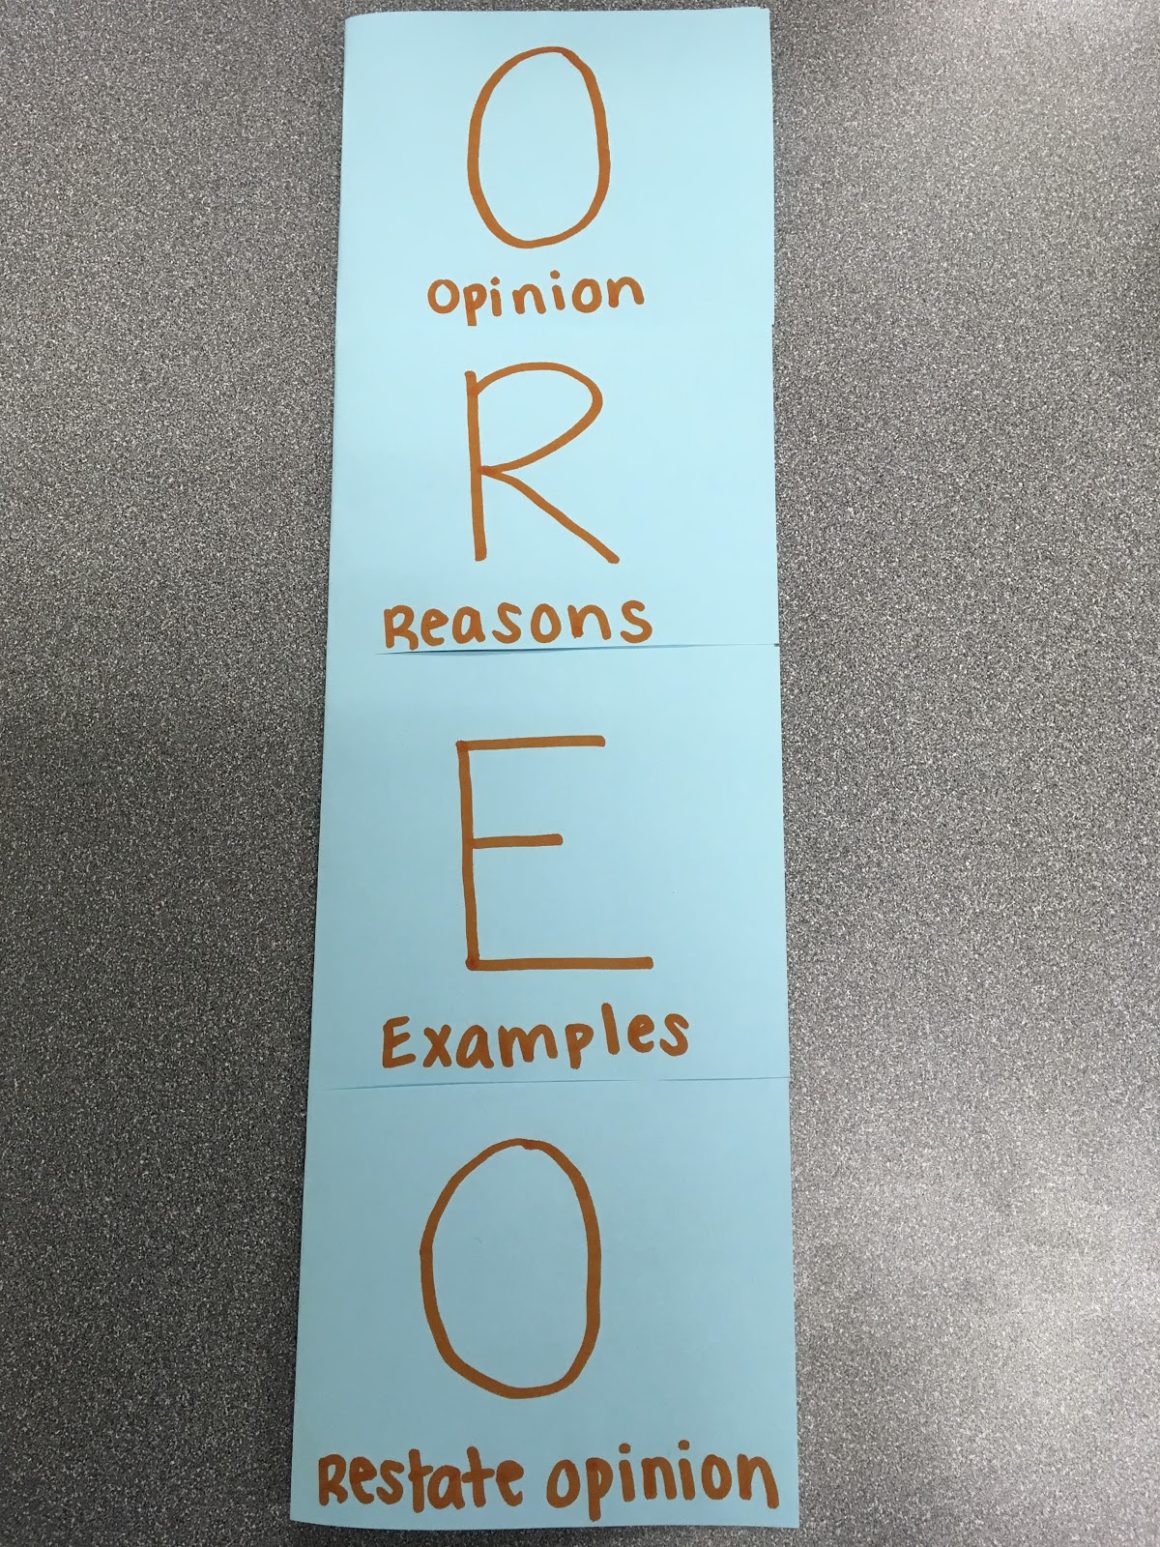 O
Opinion
R
Reasons
E
Examples
O
Restate opinion